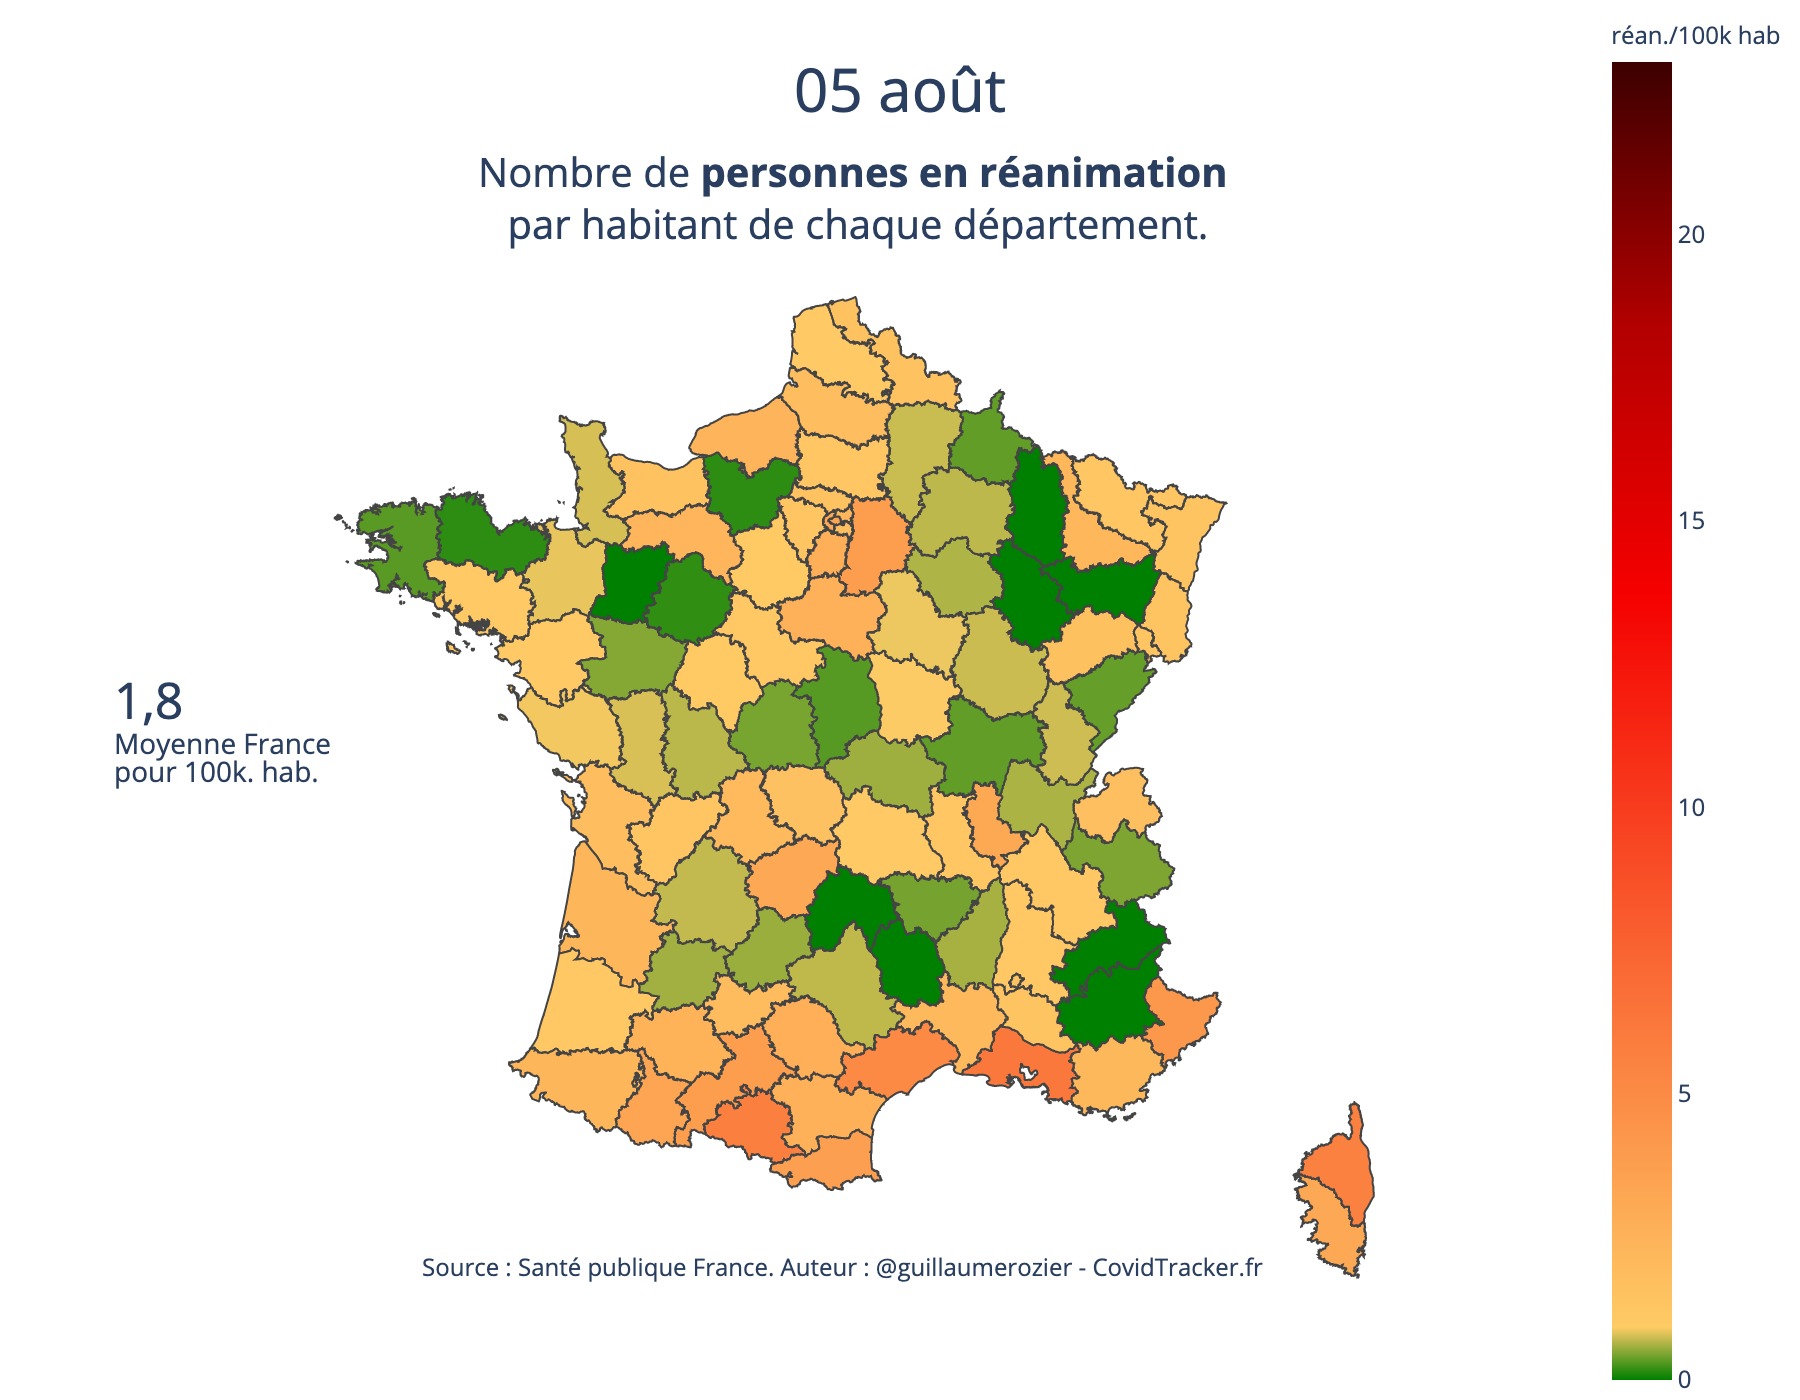 réan./100k hab
05 août
Nombre de personnes en réanimation
par habitant de chaque département.
20
15
1,8
Moyenne France
pour 100k. hab.
10
5
Source : Santé publique France. Auteur : @guillaumerozier - CovidTracker.fr
0